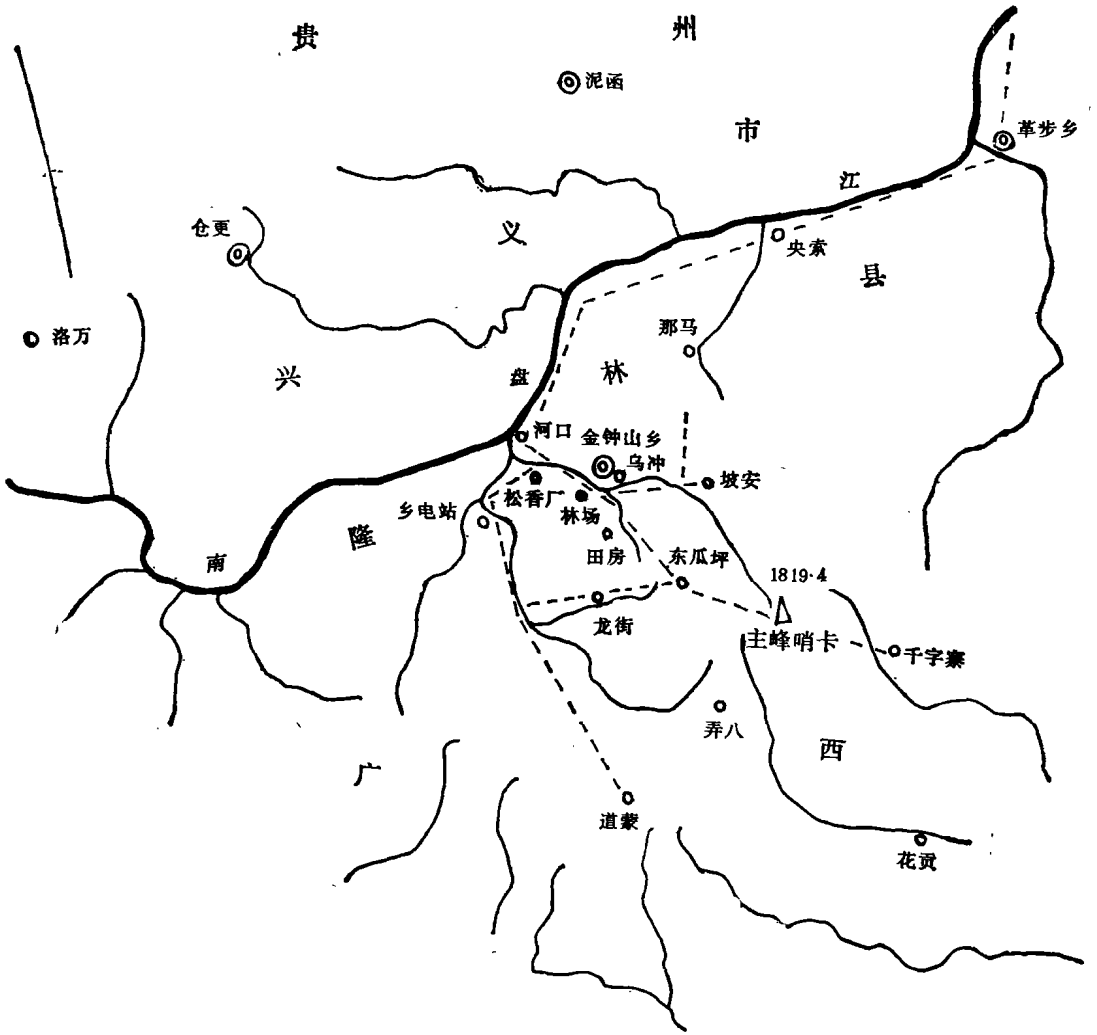 贵 州
泥函
市
革步乡
江
仓更
义
央索
县
洛万
那马
兴
盘
林
河口
金钟山乡
乌冲
坡安
松香厂
林场
乡电站
隆
田房
东瓜坪
南
1819·4
龙街
主峰哨卡
千字寨
弄八
西
广
道蒙
花贡